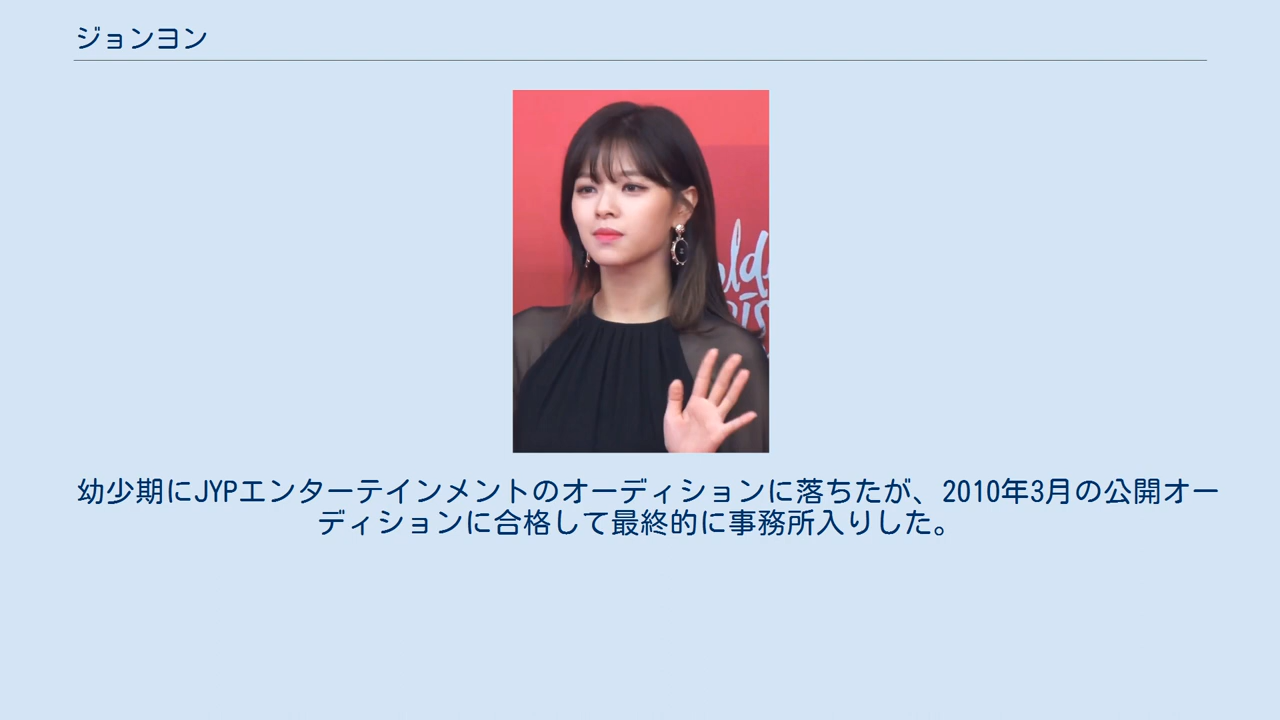 ジョンヨン
幼少期にJYPエンターテインメントのオーディションに落ちたが、2010年3月の公開オー
ディションに合格して最終的に事務所入りした。